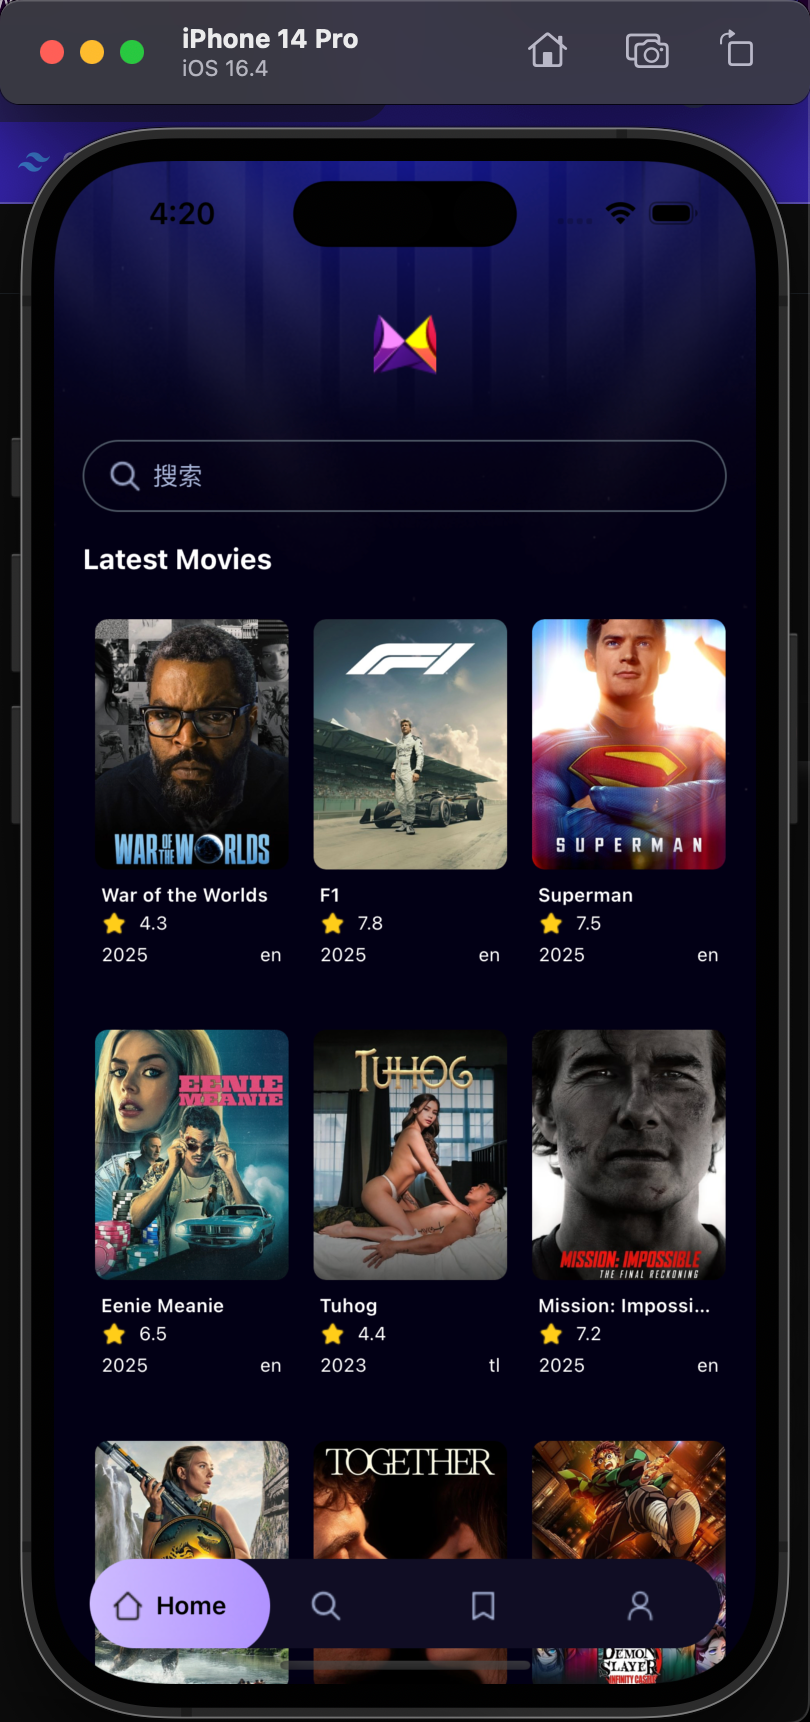 iPhone 14 Pro
iOS 16.4
4:20
搜索
Latest Movies
WAR OF THE WORLDS
F1
SUPERMAN
War of the Worlds
4.3
2025 en
F1
7.8
2025 en
Superman
7.5
2025 en
EENIE
MEANIE
TUHOG
MISSION: IMPOSSIBLE
THE FINAL RECKONING
Eenie Meanie
6.5
2025 en
Tuhog
4.4
2023 tl
Mission: Impossi...
7.2
2025 en
TOGETHER
Home
DEMON
SLAYER
INFINITY CASTLE